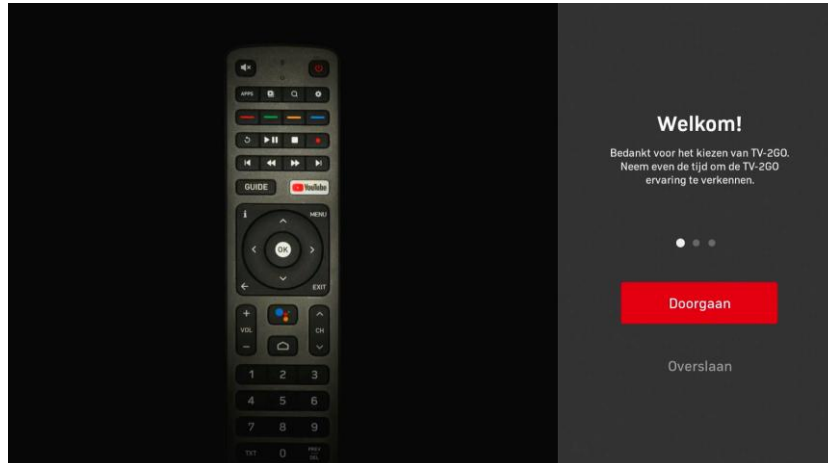 APPS
GUIDE
YouTube
i
MENU
OK
EXIT
+
VOL
CH
-
1 2 3
4 5 6
7 8 9
TXT 0 PREV
DEL
Welkom!
Bedankt voor het kiezen van TV-2GO.
Neem even de tijd om de TV-2GO
ervaring te verkennen.
Doorgaan
Overslaan